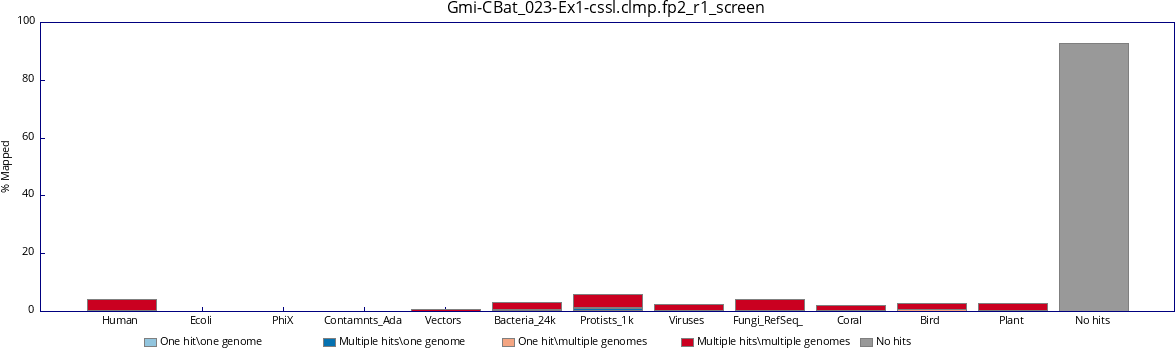 Gmi-CBat_023-Ex1-cssl.clmp.fp2_r1_screen
100
80
60
40
20
0
% Mapped
Human Ecoli PhiX Contamnts_Ada Vectors Bacteria_24k Protists_1k Viruses Fungi_RefSeq_ Coral Bird Plant No hits
One hit\one genome Multiple hits\one genome One hit\multiple genomes Multiple hits\multiple genomes No hits